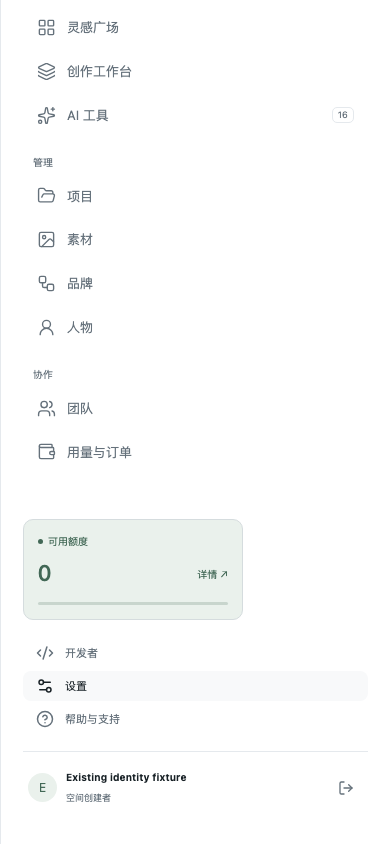 灵感广场
创作工作台
AI 工具
16
管理
项目
素材
品牌
人物
协作
团队
用量与订单
可用额度
0
详情 ↗
开发者
设置
帮助与支持
E
Existing identity fixture
空间创建者